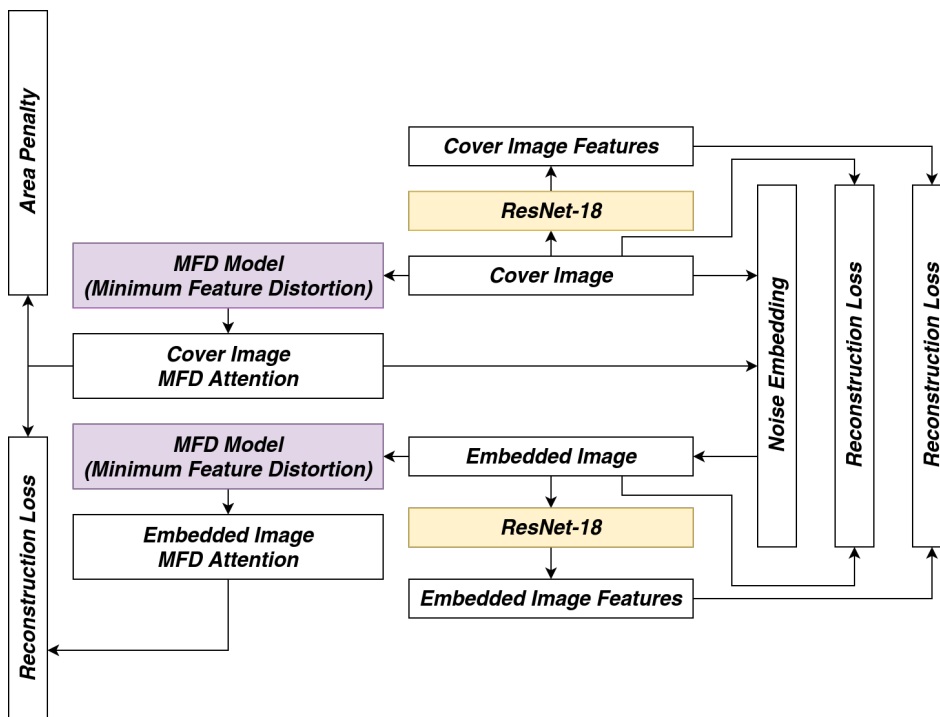 Area Penalty
Cover Image Features
ResNet-18
MFD Model
(Minimum Feature Distortion)
Cover Image
Cover Image
MFD Attention
Noise Embedding
Reconstruction Loss
Reconstruction Loss
MFD Model
(Minimum Feature Distortion)
Embedded Image
ResNet-18
Embedded Image
MFD Attention
Embedded Image Features
Reconstruction Loss